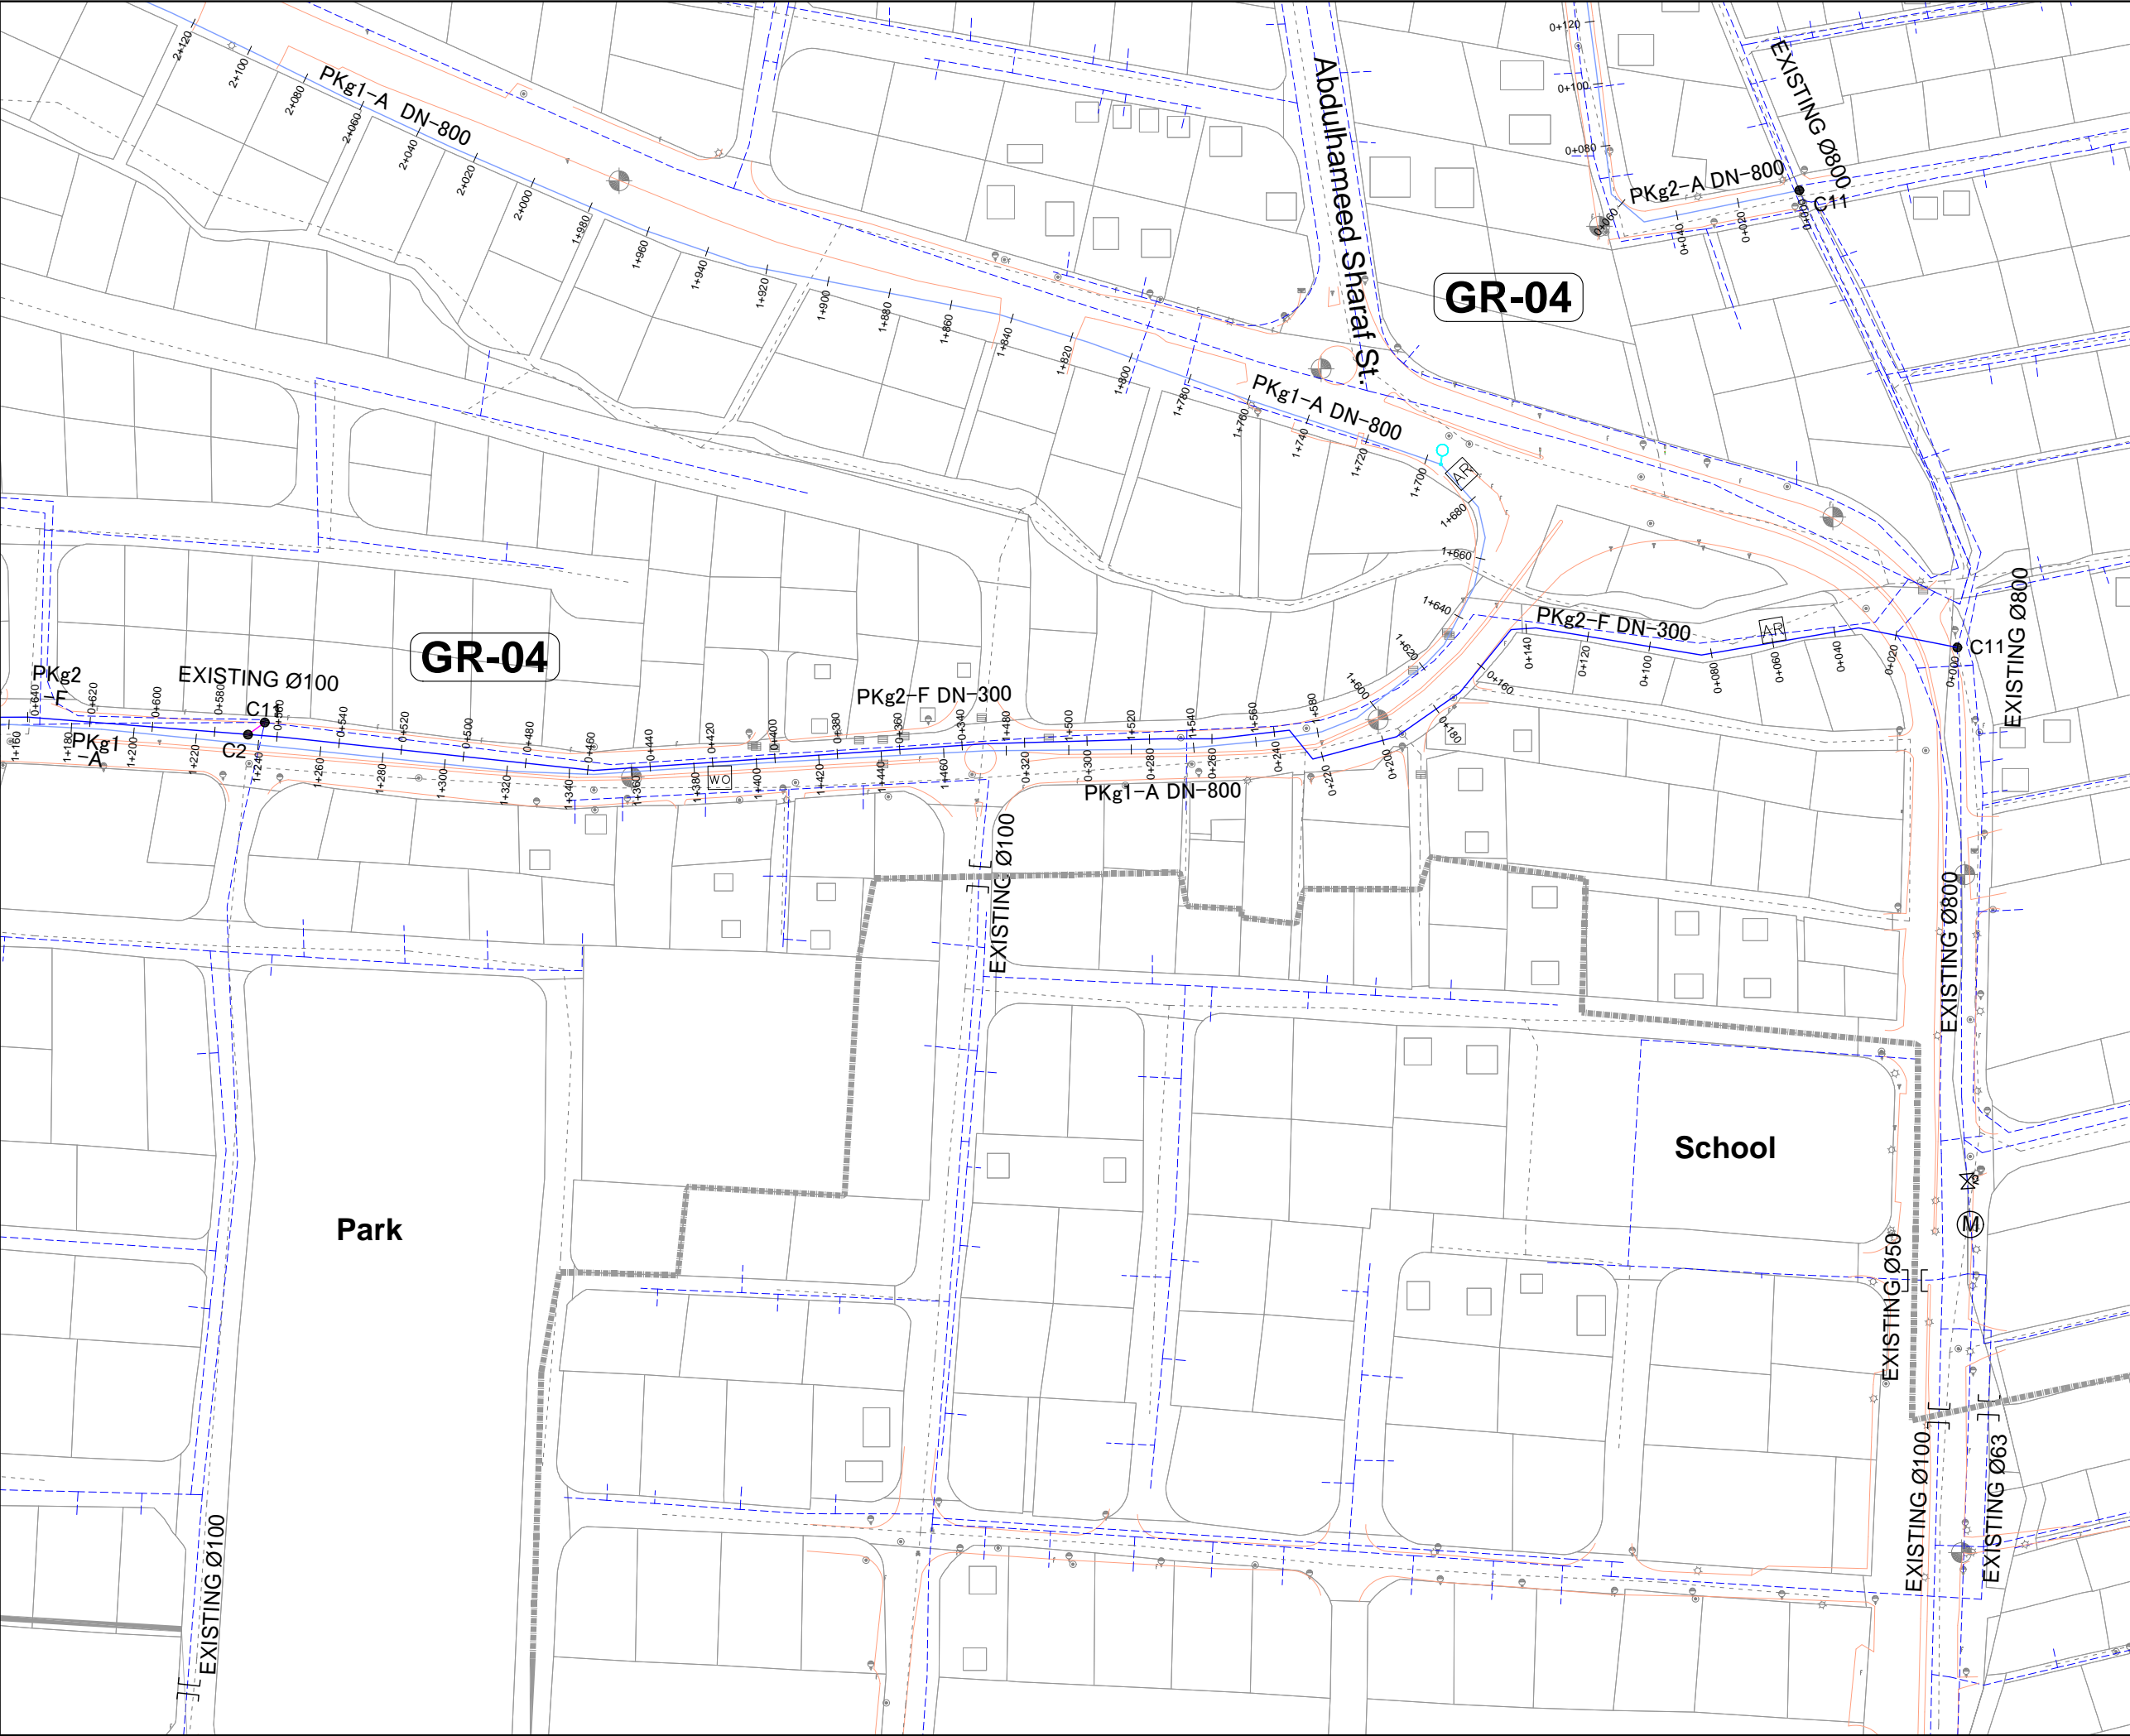 2+120
2+100
2+080
2+060
2+040
2+020
2+000
1+980
1+960
1+940
1+920
1+900
1+880
1+860
1+840
1+820
1+800
1+780
1+760
1+740
1+720
1+700
1+680
1+660
1+640
1+620
1+600
PKg1-A DN-800
Abdulhameed Sharaf St.
0+120
0+100
0+080
0+060
0+040
0+020
0+000
PKg2-A DN-800
EXISTING Ø800
C11
GR-04
PKg1-A DN-800
AR
PKg2-F DN-300
AR
0+000
0+020
0+040
0+060
0+080
0+100
0+120
0+140
0+160
0+180
0+200
0+220
C11
EXISTING Ø800
GR-04
PKg2
-F
EXISTING Ø100
C11
C2
PKg1
-A
PKg2-F DN-300
0+640
0+620
0+600
0+580
0+560
0+540
0+520
0+500
0+480
0+460
0+440
0+420
0+400
0+380
0+360
0+340
0+320
0+300
0+280
0+260
0+240
1+160
1+180
1+200
1+220
1+240
1+260
1+280
1+300
1+320
1+340
1+360
1+380
1+400
1+420
1+440
1+460
1+480
1+500
1+520
1+540
1+560
1+580
WO
PKg1-A DN-800
EXISTING Ø100
EXISTING Ø800
School
Park
M
EXISTING Ø50
EXISTING Ø100
EXISTING Ø63
EXISTING Ø100